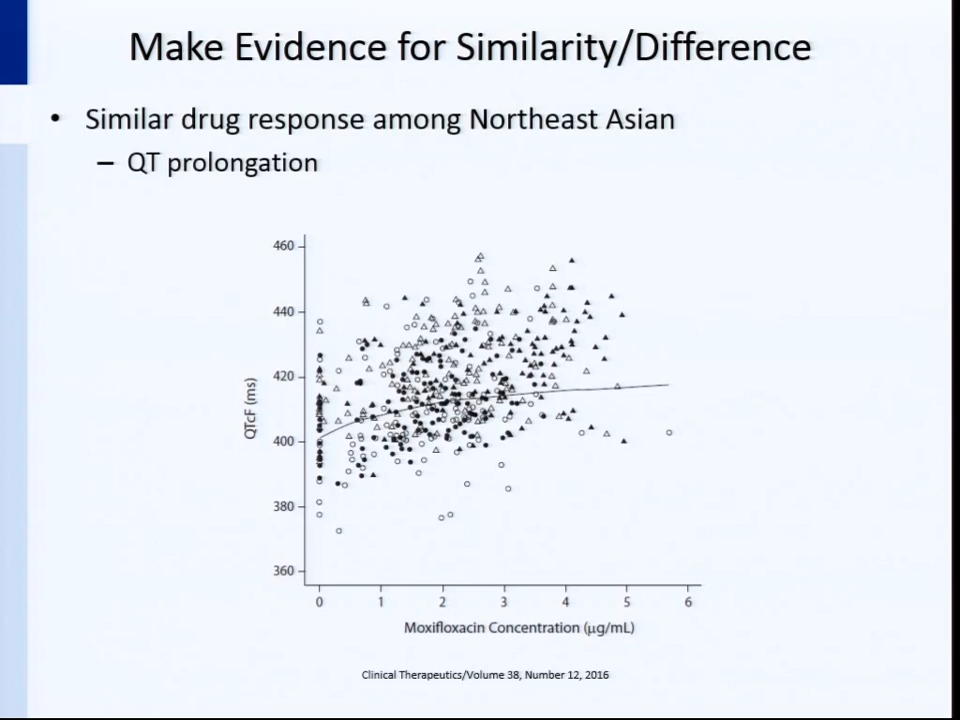 Make Evidence for Similarity/Difference
• Similar drug response among Northeast Asian
– QT prolongation
460
440
420
400
380
360
QTcF (ms)
0 1 2 3 4 5 6
Moxifloxacin Concentration (μg/mL)
Clinical Therapeutics/Volume 38, Number 12, 2016